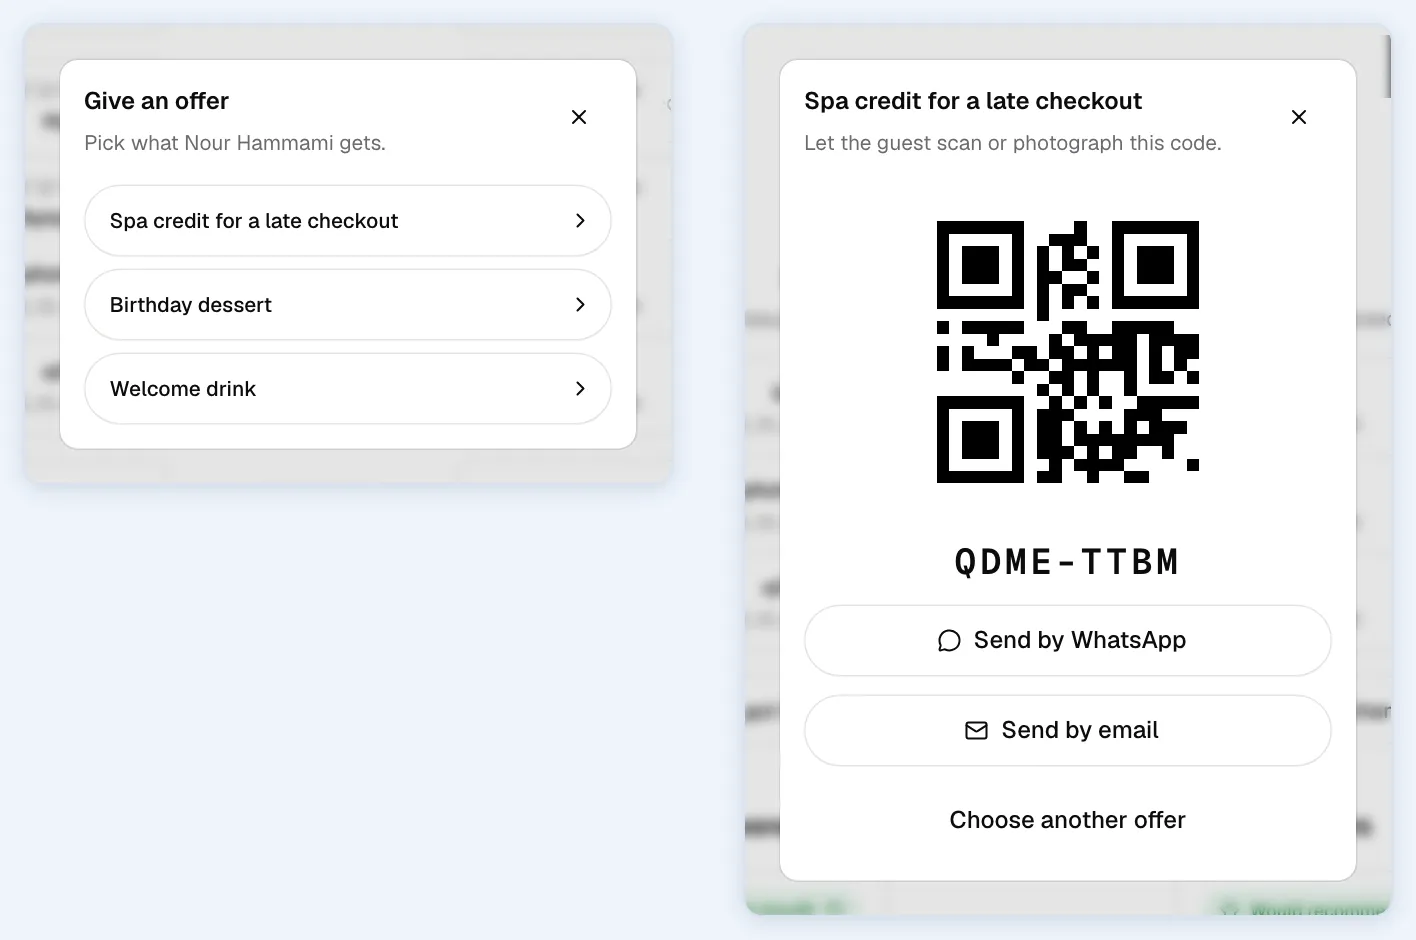 Give an offer
Pick what Nour Hammami gets.
Spa credit for a late checkout
Birthday dessert
Welcome drink
Spa credit for a late checkout
Let the guest scan or photograph this code.
QDME-TTBM
Send by WhatsApp
Send by email
Choose another offer